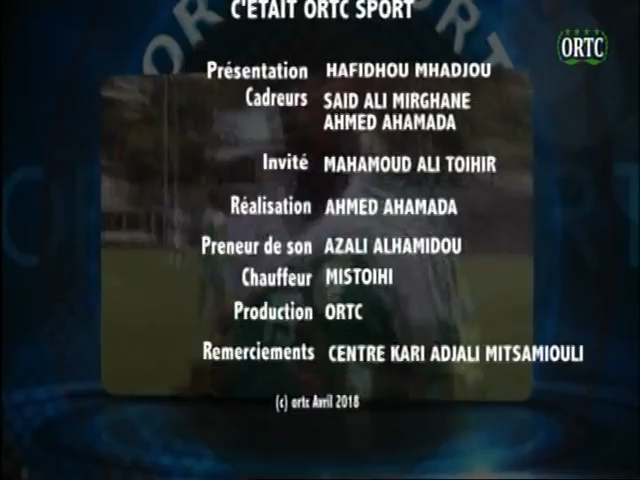 C'ETAIT ORTC SPORT
ORTC
Présentation HAFIDHOU MHADJOU
Cadreurs SAID ALI MIRGHANE
AHMED AHAMADA
Invité MAHAMOUD ALI TOIHIR
Réalisation AHMED AHAMADA
Preneur de son AZALI ALHAMIDOU
Chauffeur MISTOIHI
Production ORTC
Remerciements CENTRE KARI ADJALI MITSAMIOULI
(c) ortc Avril 2018